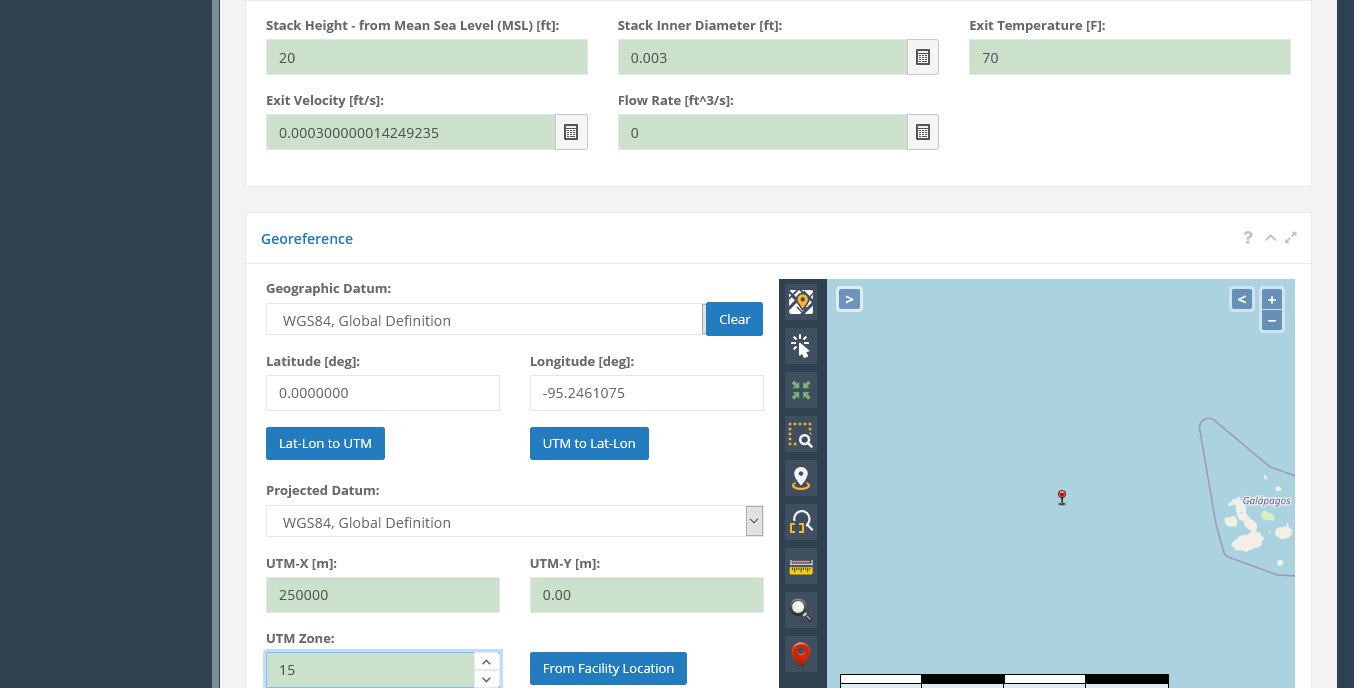 Stack Height - from Mean Sea Level (MSL) [ft]: Stack Inner Diameter [ft]: Exit Temperature [F]:
20 0.003 70
Exit Velocity [ft/s]: Flow Rate [ft^3/s]:
0.000300000014249235 0
Georeference ?
Geographic Datum:
WGS84, Global Definition Clear
Latitude [deg]: Longitude [deg]:
0.0000000 -95.2461075
Lat-Lon to UTM UTM to Lat-Lon
Projected Datum:
WGS84, Global Definition
UTM-X [m]: UTM-Y [m]:
250000 0.00
UTM Zone:
15 From Facility Location
> < +
−
Galápagos